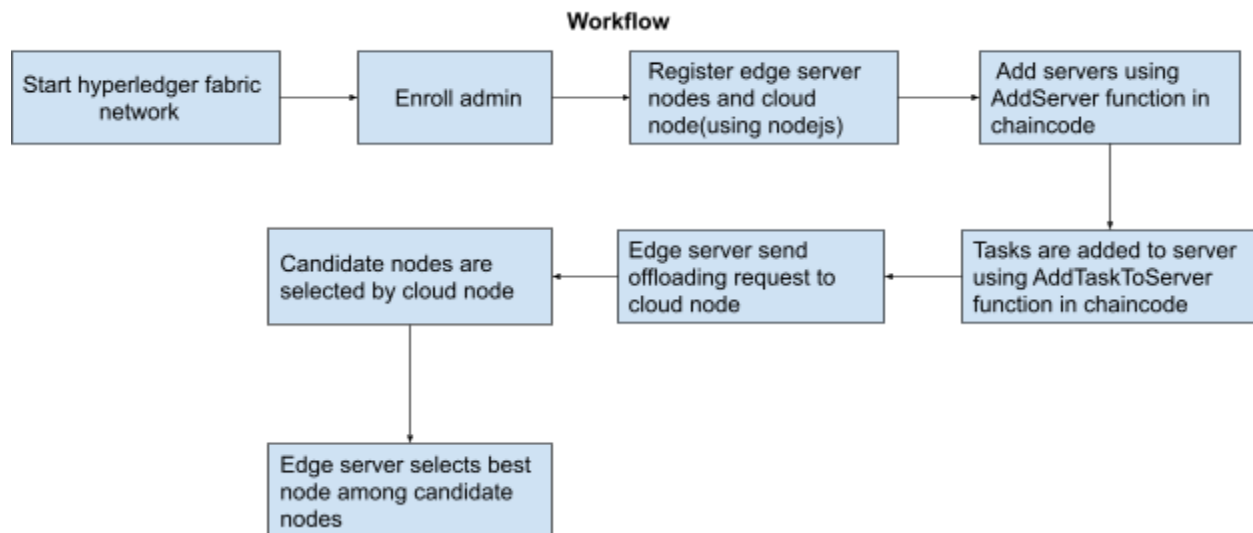 Workflow
Start hyperledger fabric
network
Enroll admin
Register edge server
nodes and cloud
node(using nodejs)
Add servers using
AddServer function in
chaincode
Tasks are added to server
using AddTaskToServer
function in chaincode
Edge server send
offloading request to
cloud node
Candidate nodes are
selected by cloud node
Edge server selects best
node among candidate
nodes